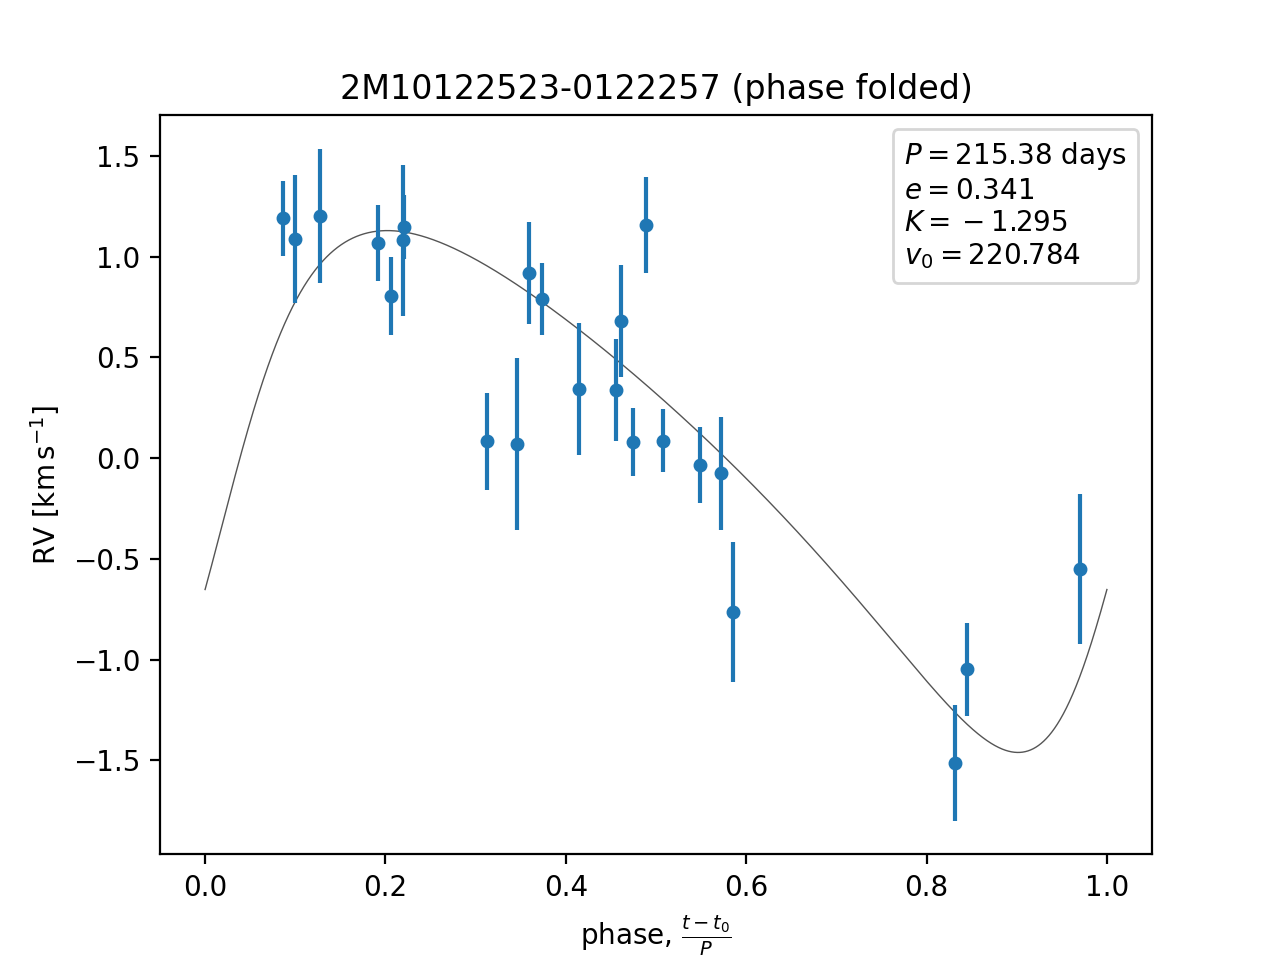 2M10122523-0122257 (phase folded)
P = 215.38 days
e = 0.341
K = −1.295
v₀ = 220.784
1.5
1.0
0.5
0.0
−0.5
−1.0
−1.5
RV [km s⁻¹]
0.0 0.2 0.4 0.6 0.8 1.0
phase, (t − t₀)/P